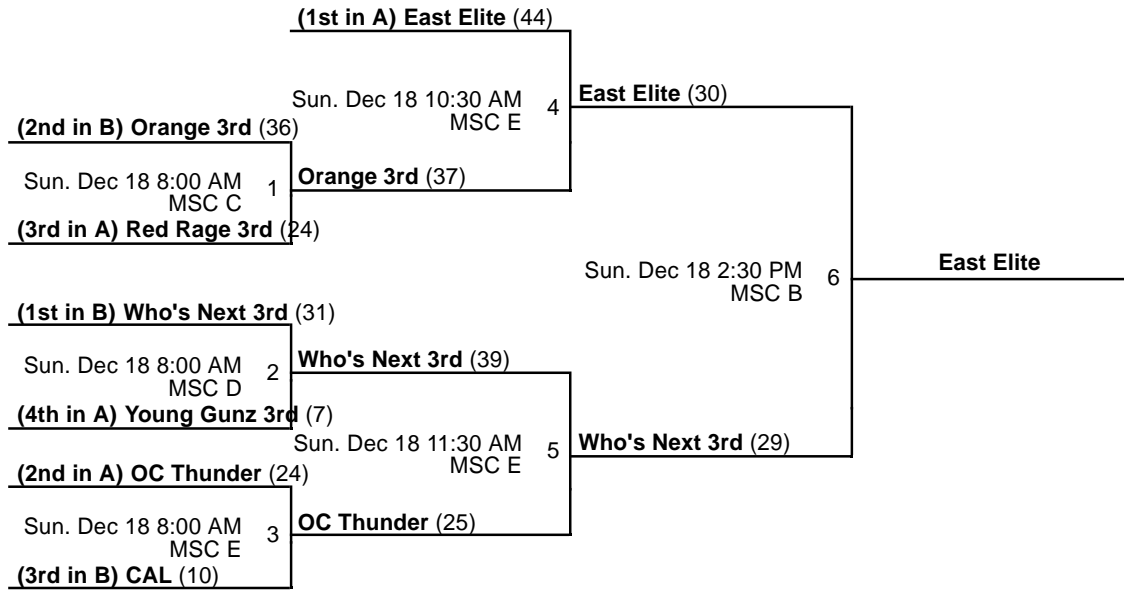 (1st in A) East Elite (44)
Sun. Dec 18 10:30 AM 4
MSC E
East Elite (30)
(2nd in B) Orange 3rd (36)
Sun. Dec 18 8:00 AM 1
MSC C
Orange 3rd (37)
(3rd in A) Red Rage 3rd (24)
Sun. Dec 18 2:30 PM 6
MSC B
East Elite
(1st in B) Who's Next 3rd (31)
Sun. Dec 18 8:00 AM 2
MSC D
Who's Next 3rd (39)
(4th in A) Young Gunz 3rd (7)
Sun. Dec 18 11:30 AM 5
MSC E
Who's Next 3rd (29)
(2nd in A) OC Thunder (24)
Sun. Dec 18 8:00 AM 3
MSC E
OC Thunder (25)
(3rd in B) CAL (10)